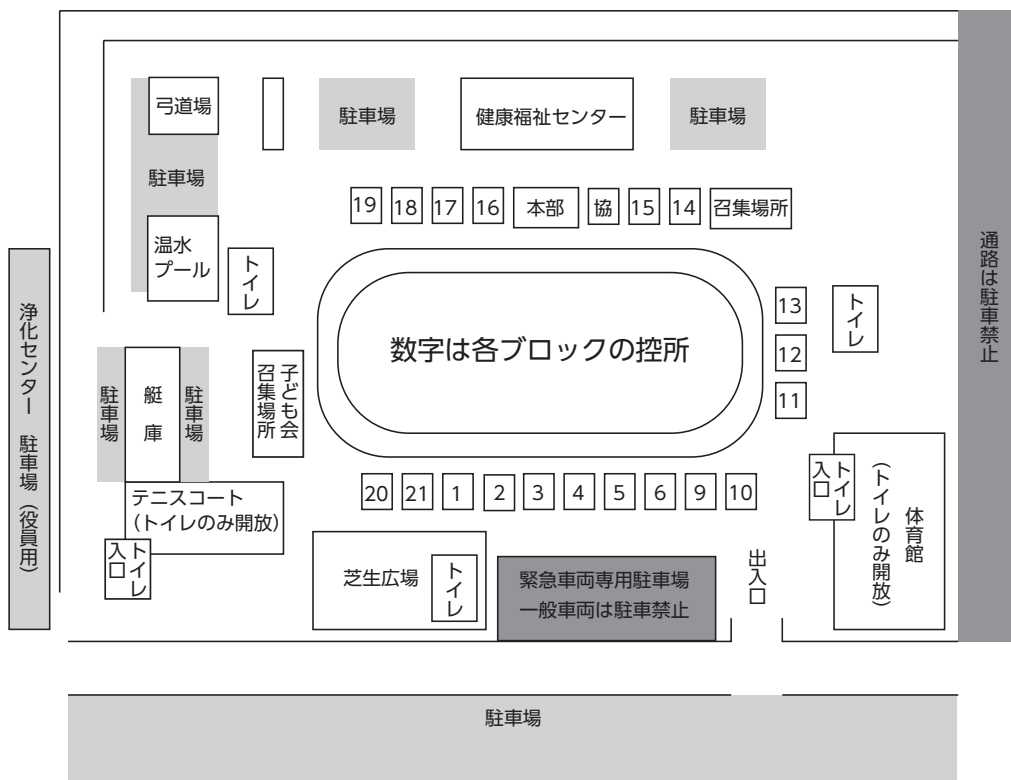 弓道場
駐車場
健康福祉センター
駐車場
駐車場
19
18
17
16
本部
協
15
14
召集場所
温水
プール
トイレ
数字は各ブロックの控所
13
12
11
トイレ
通路は駐車禁止
浄化センター 駐車場（役員用）
駐車場
艇庫
駐車場
子ども会
召集場所
20
21
1
2
3
4
5
6
9
10
テニスコート
（トイレのみ開放）
トイレ
入口
芝生広場
トイレ
緊急車両専用駐車場
一般車両は駐車禁止
出入口
トイレ
入口
体育館
（トイレのみ開放）
駐車場